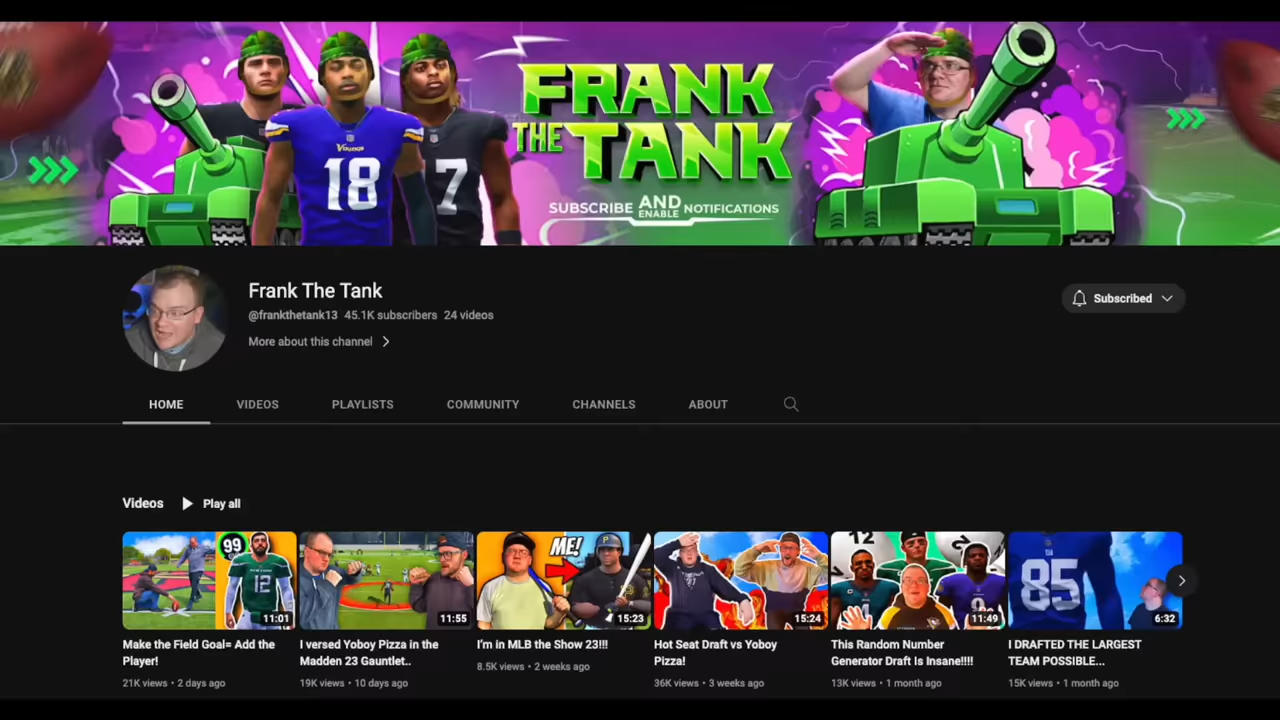 FRANK
THE TANK
SUBSCRIBE AND ENABLE NOTIFICATIONS
VIKINGS
18
7
Frank The Tank
@frankthetank13 45.1K subscribers 24 videos
More about this channel
Subscribed
HOME VIDEOS PLAYLISTS COMMUNITY CHANNELS ABOUT
Videos Play all
99
12
11:01
11:55
ME!
P
15:23
15:24
12
11:49
85
6:32
Make the Field Goal= Add the
Player!
21K views • 2 days ago
I versed Yoboy Pizza in the
Madden 23 Gauntlet..
19K views • 10 days ago
I'm in MLB the Show 23!!!
8.5K views • 2 weeks ago
Hot Seat Draft vs Yoboy
Pizza!
36K views • 3 weeks ago
This Random Number
Generator Draft Is Insane!!!!
13K views • 1 month ago
I DRAFTED THE LARGEST
TEAM POSSIBLE...
15K views • 1 month ago